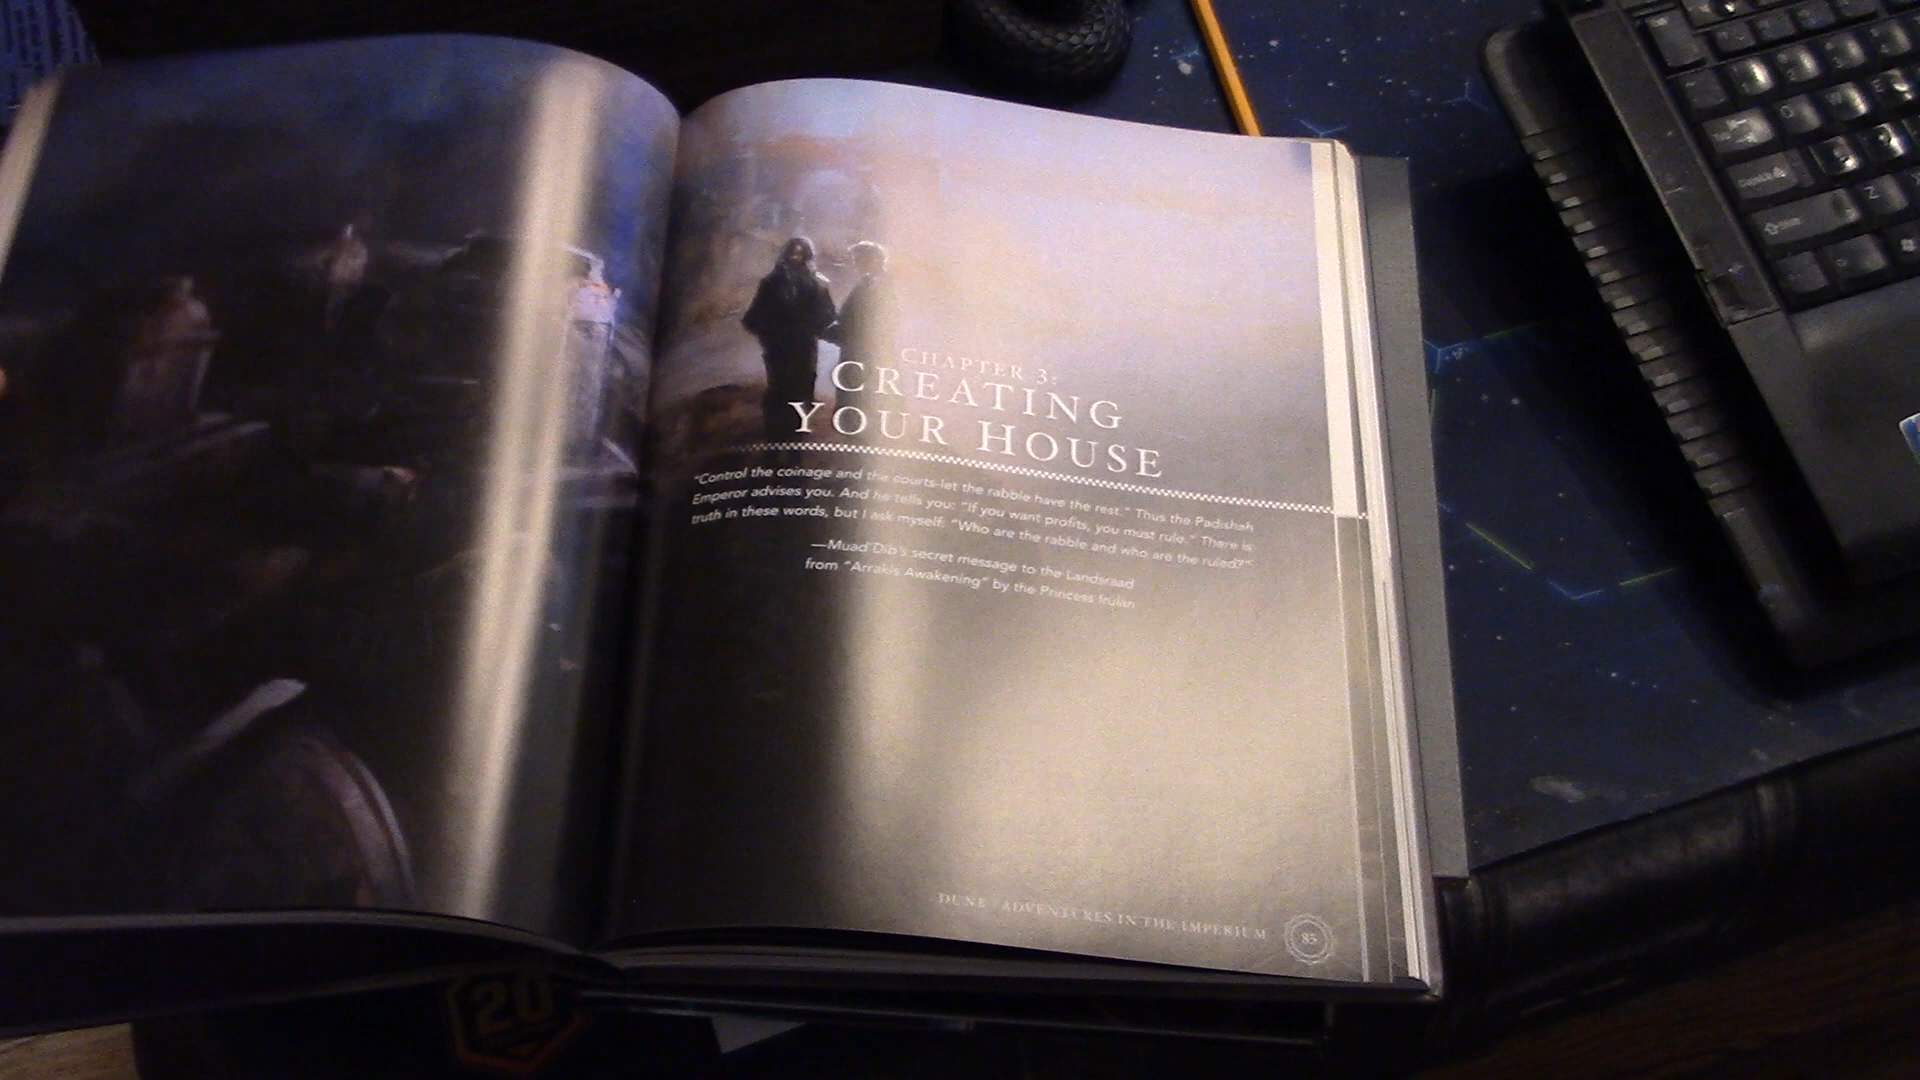 CHAPTER 3:
CREATING
YOUR HOUSE
"Control the coinage and the courts-let the rabble have the rest." Thus the Padishah
Emperor advises you. And he tells you: "If you want profits, you must rule." There is
truth in these words, but I ask myself: "Who are the rabble and who are the ruled?"
—Muad'Dib's secret message to the Landsraad
from "Arrakis Awakening" by the Princess Irulan
DUNE ADVENTURES IN THE IMPERIUM
85
20